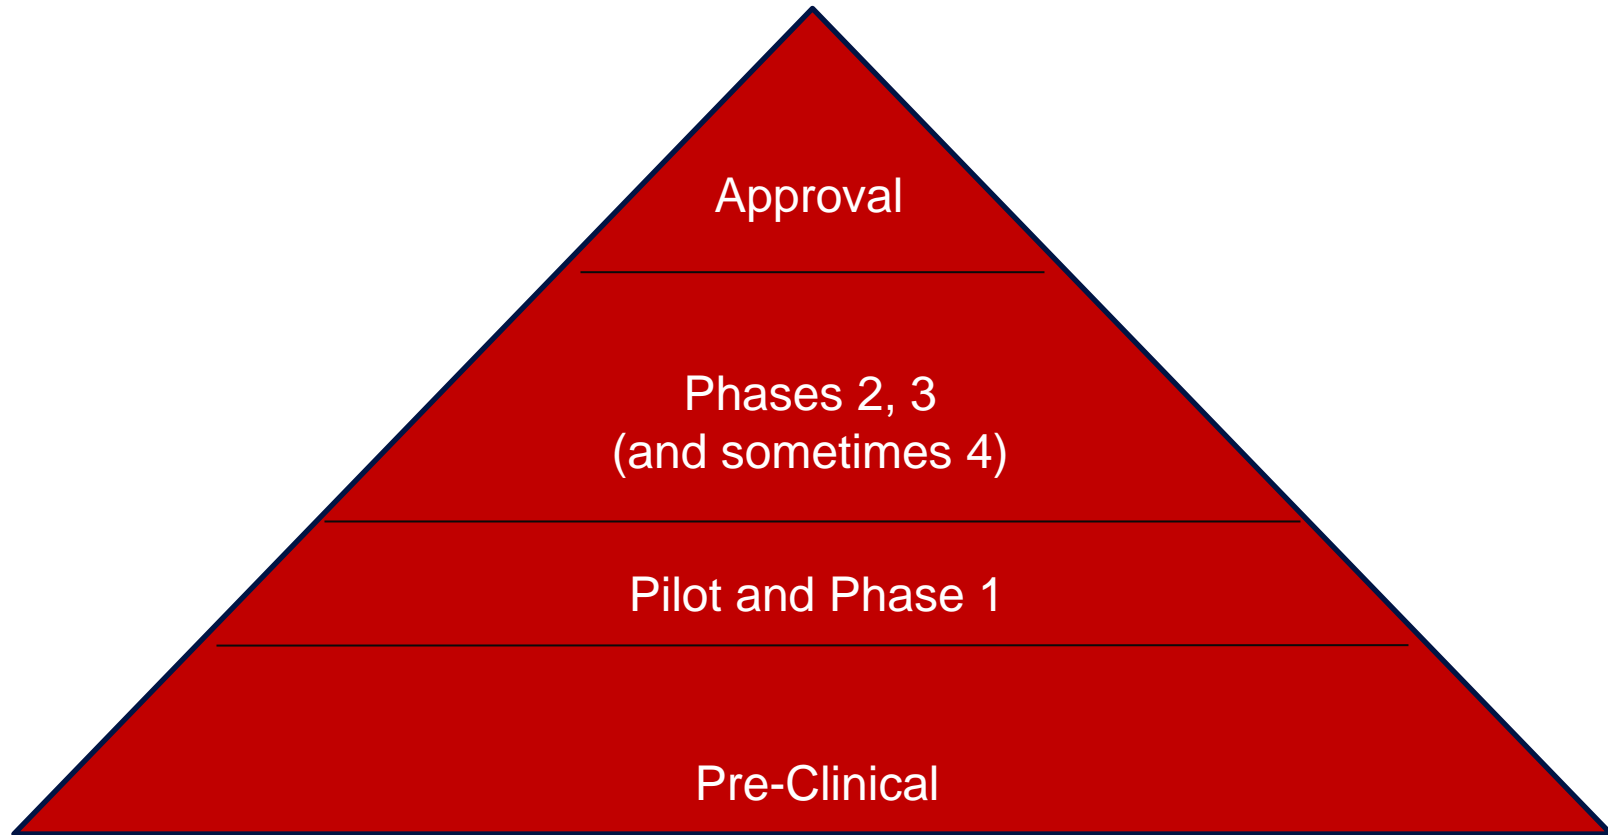 Approval
Phases 2, 3
(and sometimes 4)
Pilot and Phase 1
Pre-Clinical